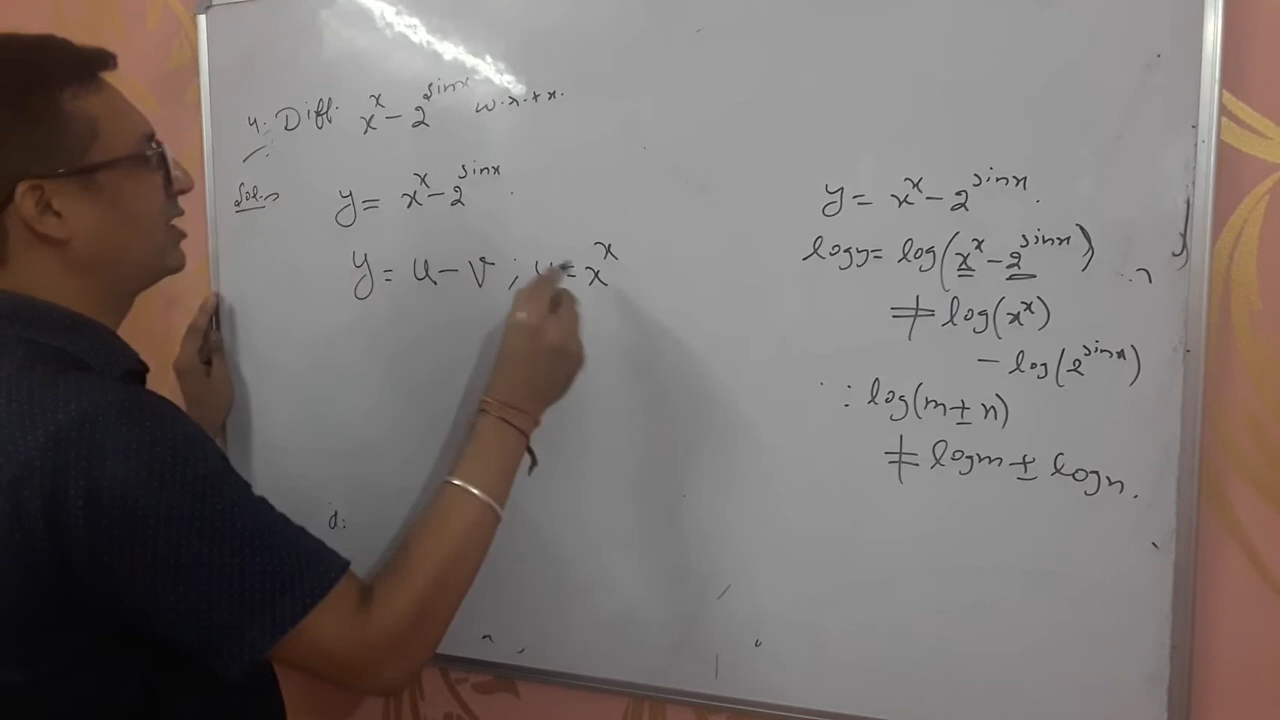 4. Diff. x^x - 2^sinx w.r.t x.
Soln
y = x^x - 2^sinx.
y = u - v ; u = x^x
d
y = x^x - 2^sinx.
logy = log(x^x - 2^sinx)
≠ log(x^x)
- log(2^sinx)
∵ log(m ± n)
≠ logm ± logn.